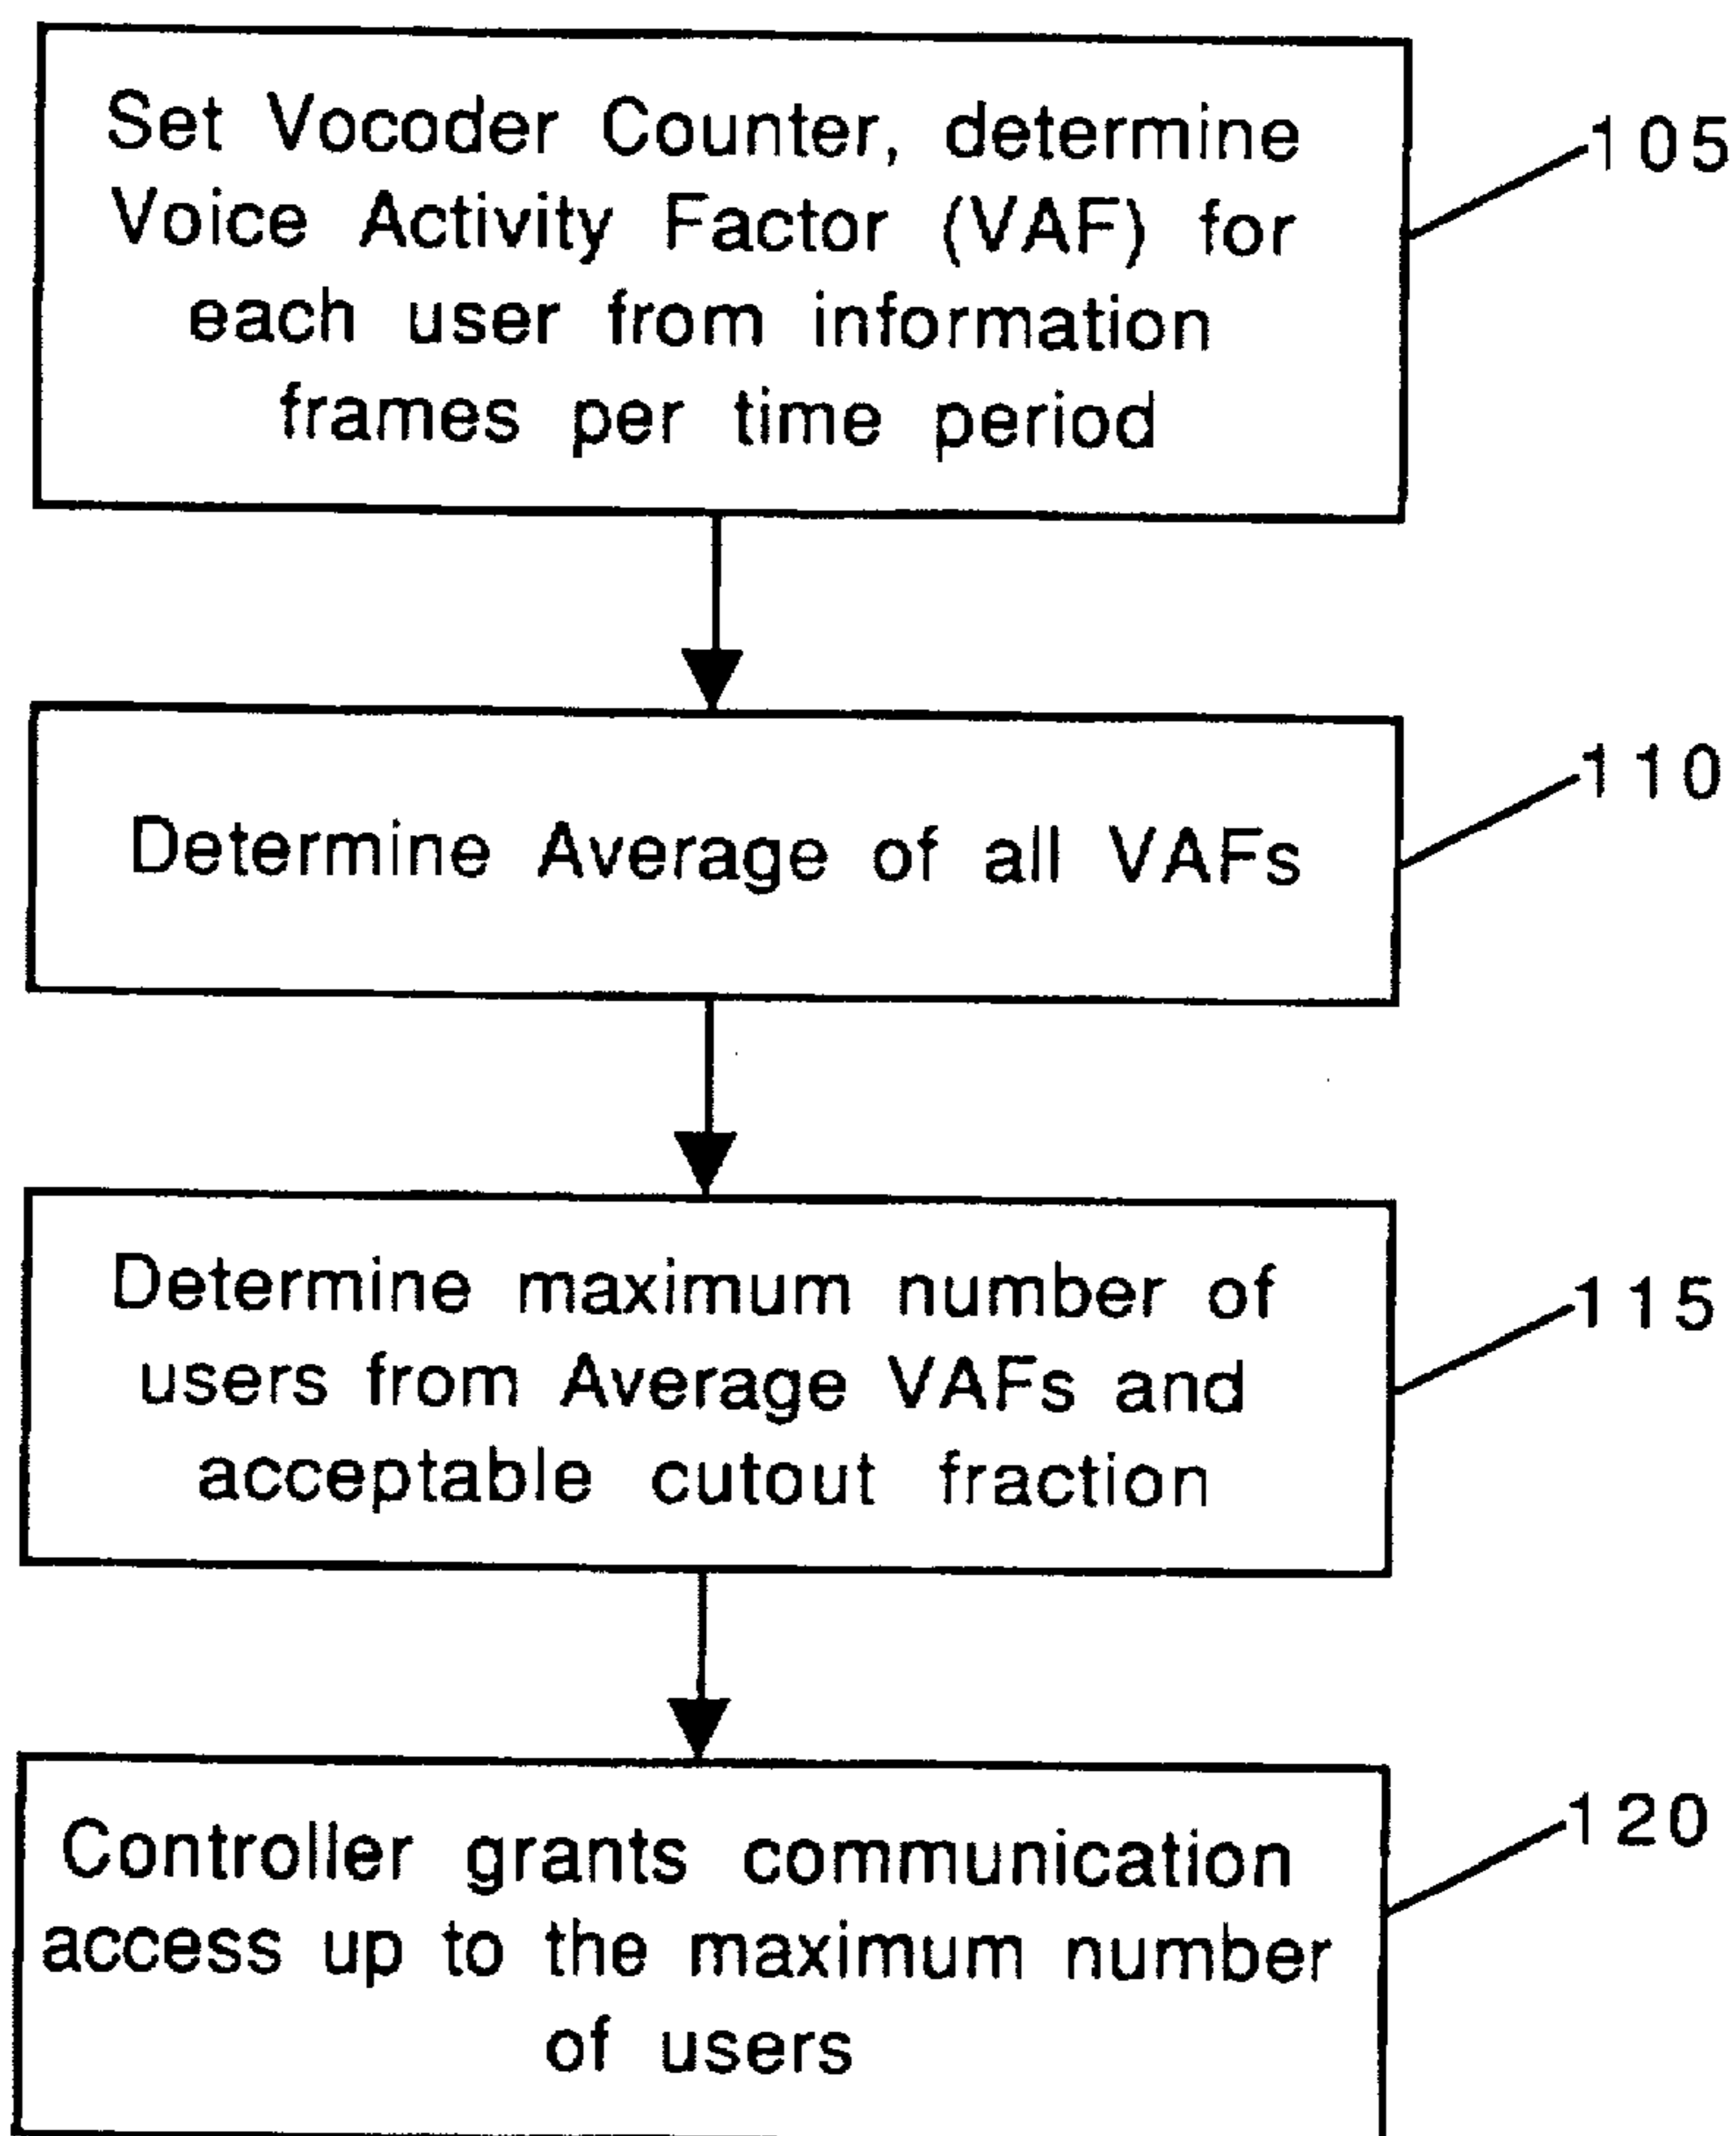 Set Vocoder Counter, determine
Voice Activity Factor (VAF) for
each user from information
frames per time period
105
Determine Average of all VAFs
110
Determine maximum number of
users from Average VAFs and
acceptable cutout fraction
115
Controller grants communication
access up to the maximum number
of users
120